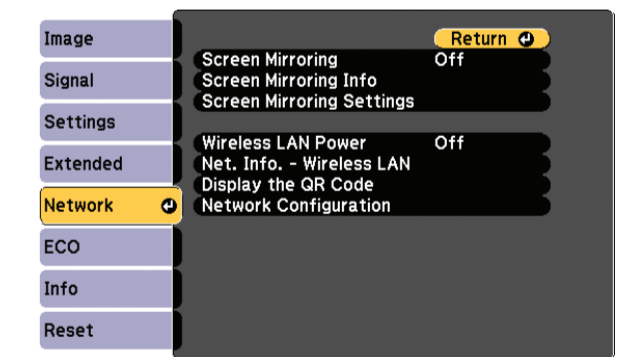 Image
Signal
Settings
Extended
Network
ECO
Info
Reset
Return
Screen Mirroring Off
Screen Mirroring Info
Screen Mirroring Settings
Wireless LAN Power Off
Net. Info. - Wireless LAN
Display the QR Code
Network Configuration